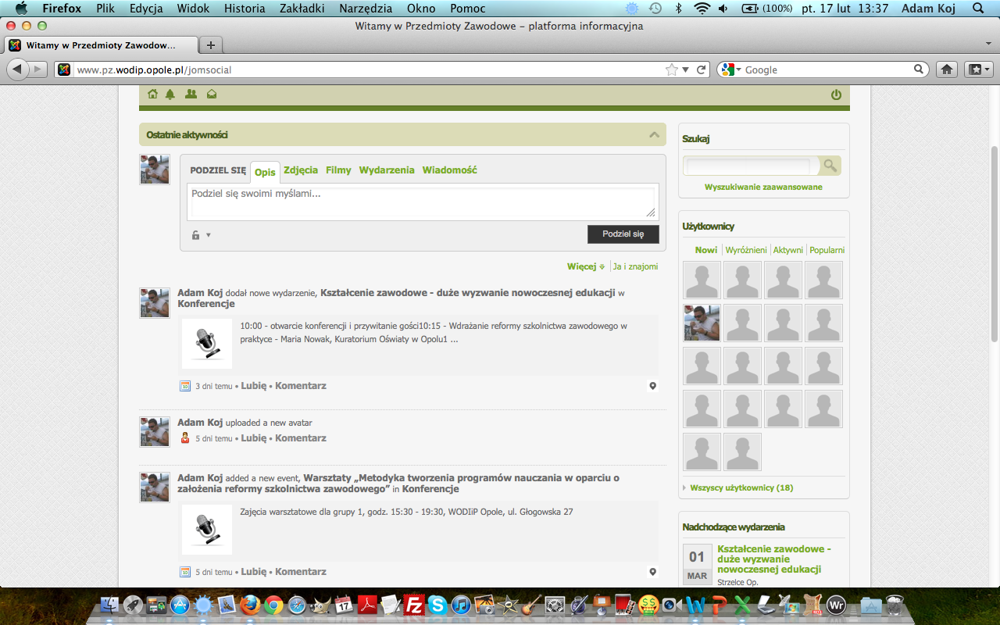 Firefox Plik Edycja Widok Historia Zakładki Narzędzia Okno Pomoc (100%) pt. 17 lut 13:37 Adam Koj
Witamy w Przedmioty Zawodowe – platforma informacyjna
Witamy w Przedmioty Zawodow...
www.pz.wodip.opole.pl/jomsocial
Google
Ostatnie aktywności
PODZIEL SIĘ Opis Zdjęcia Filmy Wydarzenia Wiadomość
Podziel się swoimi myślami...
Podziel się
Więcej Ja i znajomi
Adam Koj dodał nowe wydarzenie, Kształcenie zawodowe - duże wyzwanie nowoczesnej edukacji w
Konferencje
10:00 - otwarcie konferencji i przywitanie gości10:15 - Wdrażanie reformy szkolnictwa zawodowego w
praktyce - Maria Nowak, Kuratorium Oświaty w Opolu1 ...
3 dni temu • Lubię • Komentarz
Adam Koj uploaded a new avatar
5 dni temu • Lubię • Komentarz
Adam Koj added a new event, Warsztaty „Metodyka tworzenia programów nauczania w oparciu o
założenia reformy szkolnictwa zawodowego” in Konferencje
Zajęcia warsztatowe dla grupy 1, godz. 15:30 - 19:30, WODIiP Opole, ul. Głogowska 27
5 dni temu • Lubię • Komentarz
Szukaj
Wyszukiwanie zaawansowane
Użytkownicy
Nowi Wyróżnieni Aktywni Popularni
Wszyscy użytkownicy (18)
Nadchodzące wydarzenia
01
MAR
Kształcenie zawodowe -
duże wyzwanie
nowoczesnej edukacji
Strzelce Op.
17
Fz
W
P
X
Wr